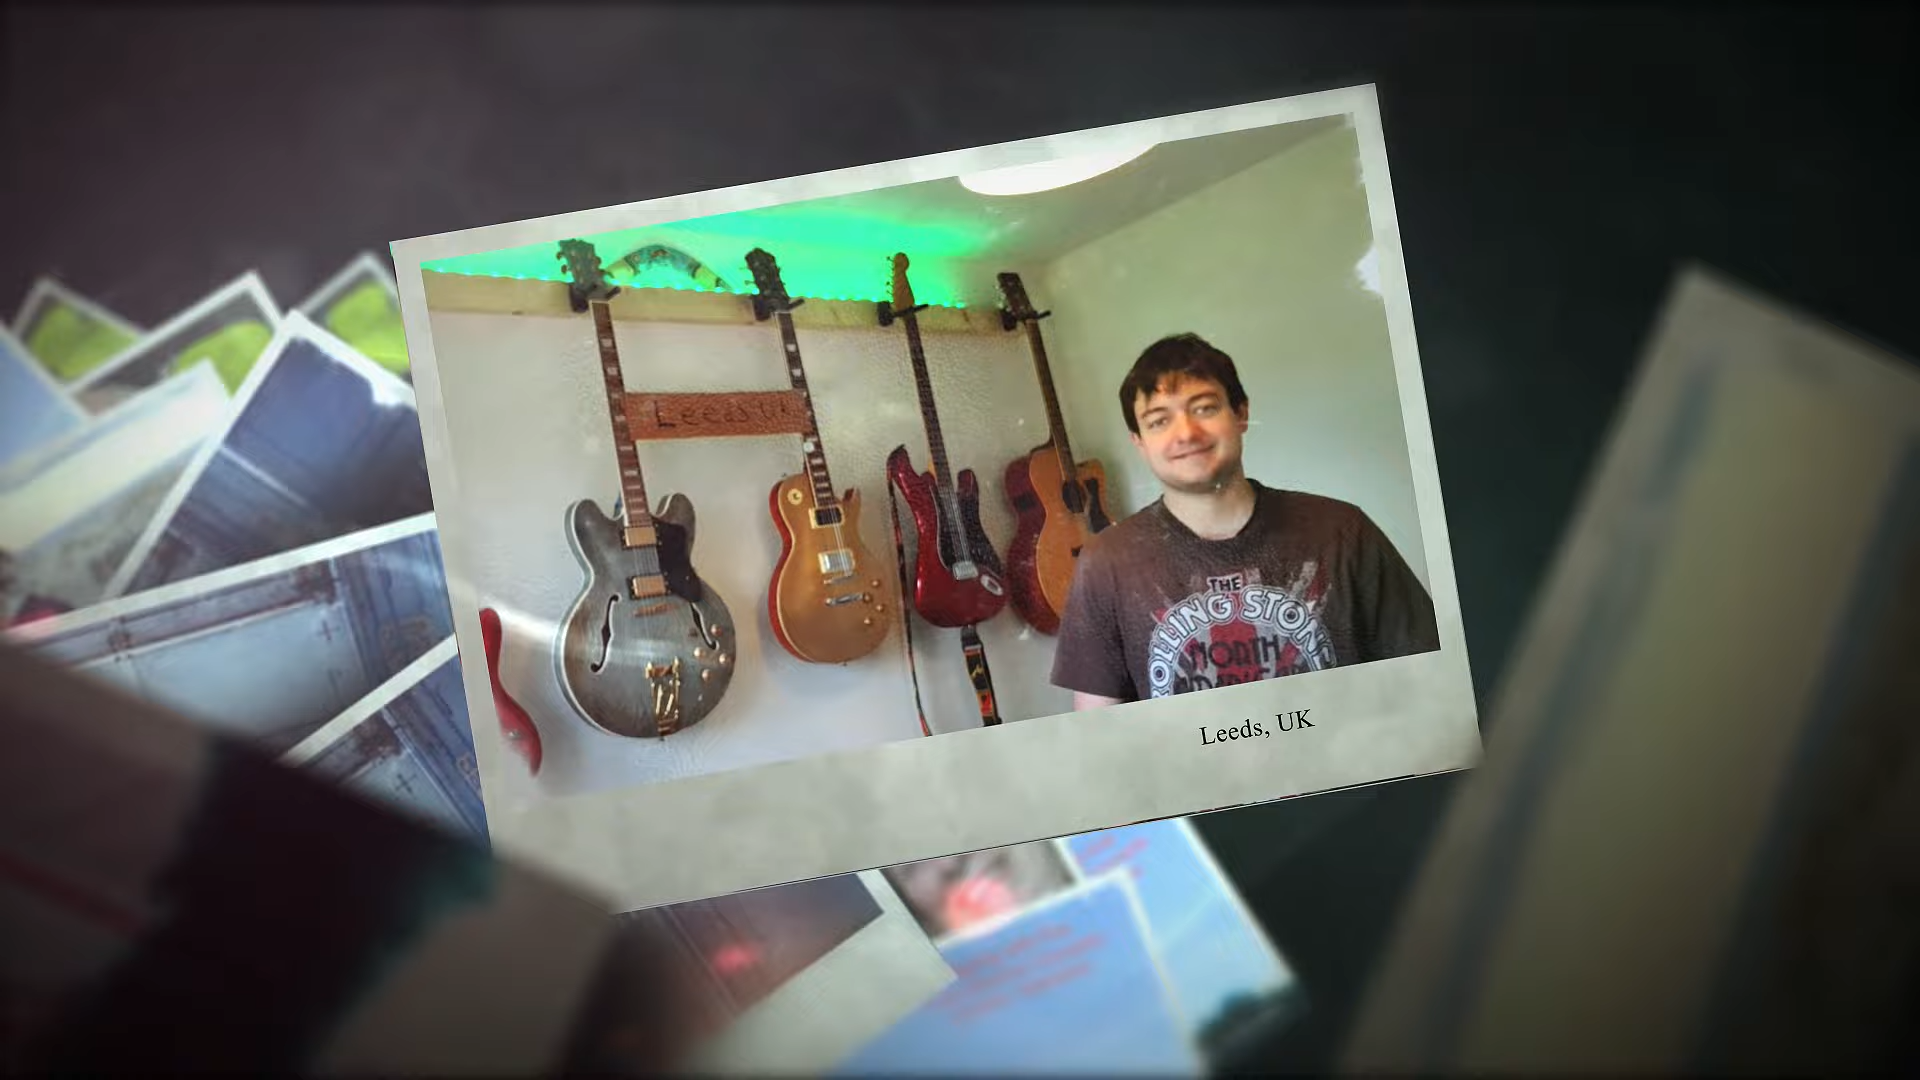 Leeds UK
THE
ROLLING STON
NORTH
Leeds, UK